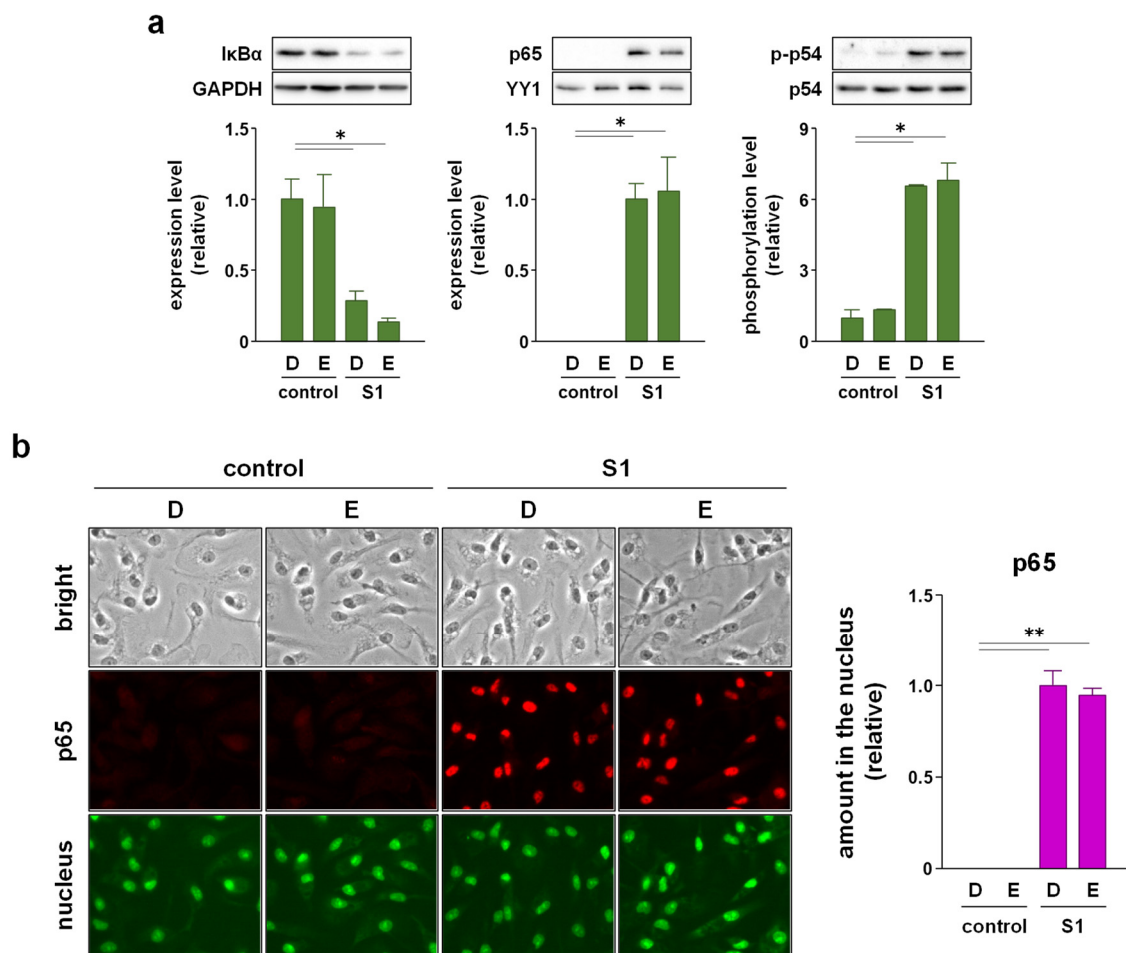 a
IκBα
GAPDH
p65
YY1
p-p54
p54
expression level
(relative)
1.5
1.0
0.5
0
*
D E D E
control S1
expression level
(relative)
1.5
1.0
0.5
0
*
D E D E
control S1
phosphorylation level
(relative)
9
6
3
0
*
D E D E
control S1
b
control S1
D E D E
bright
p65
nucleus
p65
amount in the nucleus
(relative)
1.5
1.0
0.5
0
**
D E D E
control S1